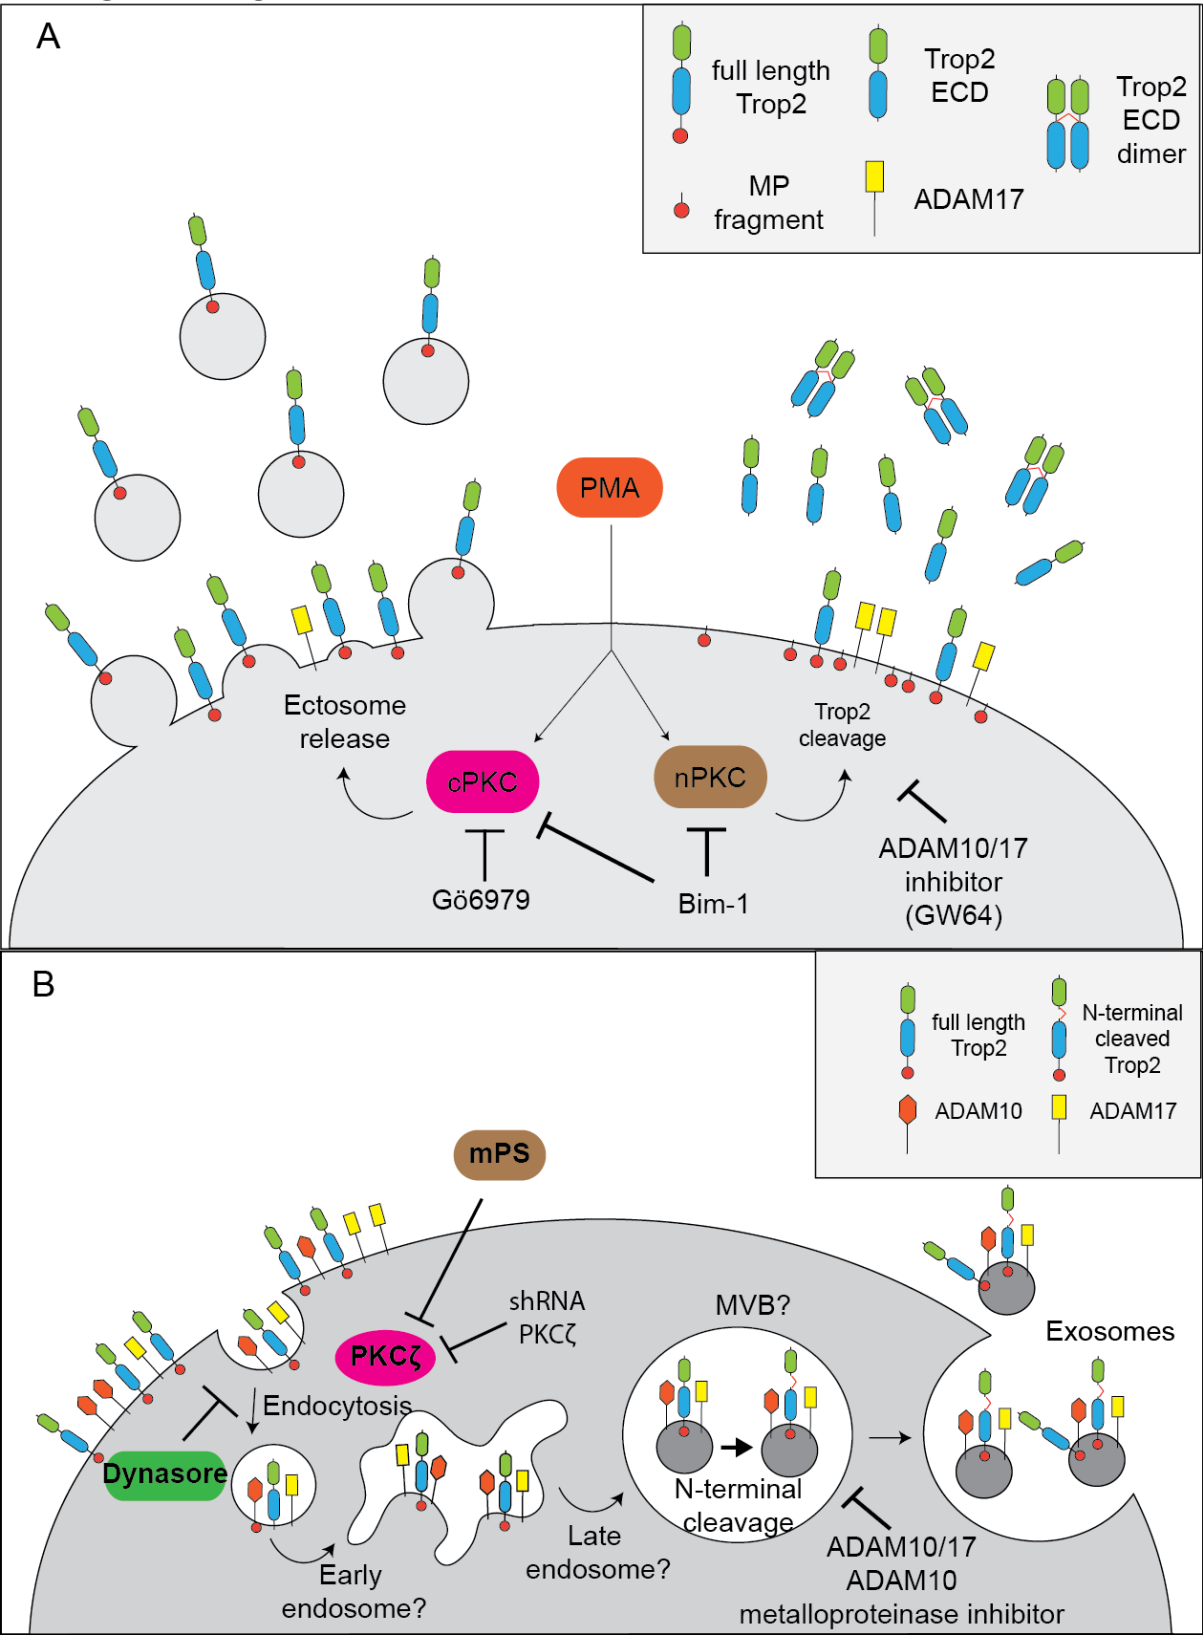 A
full length
Trop2
Trop2
ECD
Trop2
ECD
dimer
MP
fragment
ADAM17
PMA
Ectosome
release
cPKC
nPKC
Trop2
cleavage
Gö6979
Bim-1
ADAM10/17
inhibitor
(GW64)
B
full length
Trop2
N-terminal
cleaved
Trop2
ADAM10
ADAM17
mPS
shRNA
PKCζ
PKCζ
MVB?
Exosomes
Endocytosis
Dynasore
N-terminal
cleavage
Late
endosome?
Early
endosome?
ADAM10/17
ADAM10
metalloproteinase inhibitor